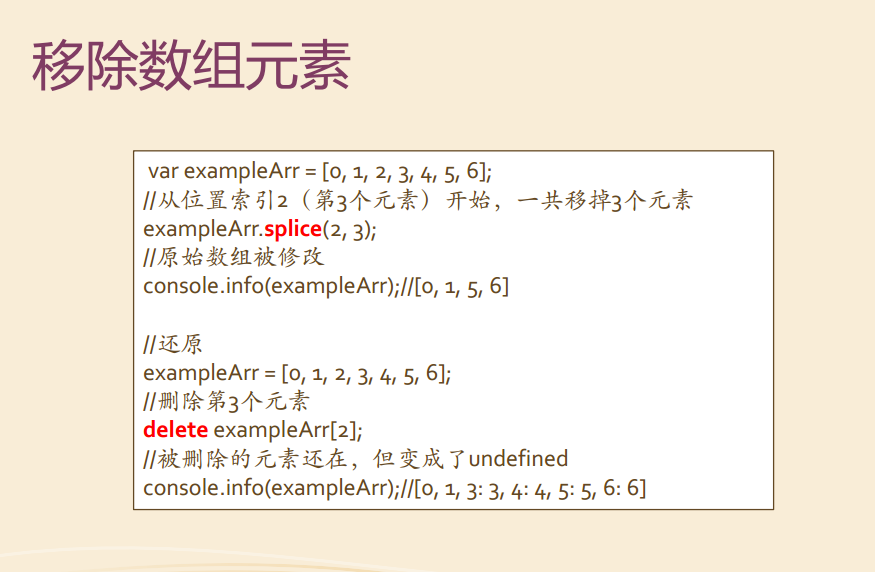 移除数组元素
var exampleArr = [0, 1, 2, 3, 4, 5, 6];
//从位置索引2（第3个元素）开始，一共移掉3个元素
exampleArr.splice(2, 3);
//原始数组被修改
console.info(exampleArr);//[0, 1, 5, 6]
//还原
exampleArr = [0, 1, 2, 3, 4, 5, 6];
//删除第3个元素
delete exampleArr[2];
//被删除的元素还在，但变成了undefined
console.info(exampleArr);//[0, 1, 3: 3, 4: 4, 5: 5, 6: 6]